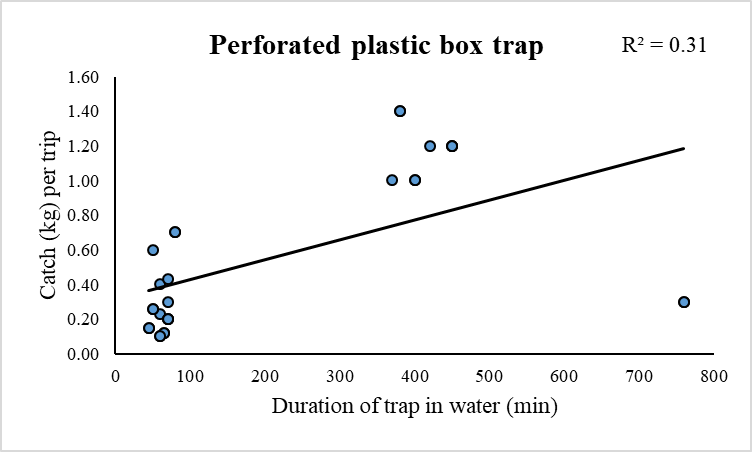 Perforated plastic box trap
R² = 0.31
Catch (kg) per trip
1.60
1.40
1.20
1.00
0.80
0.60
0.40
0.20
0.00
0 100 200 300 400 500 600 700 800
Duration of trap in water (min)